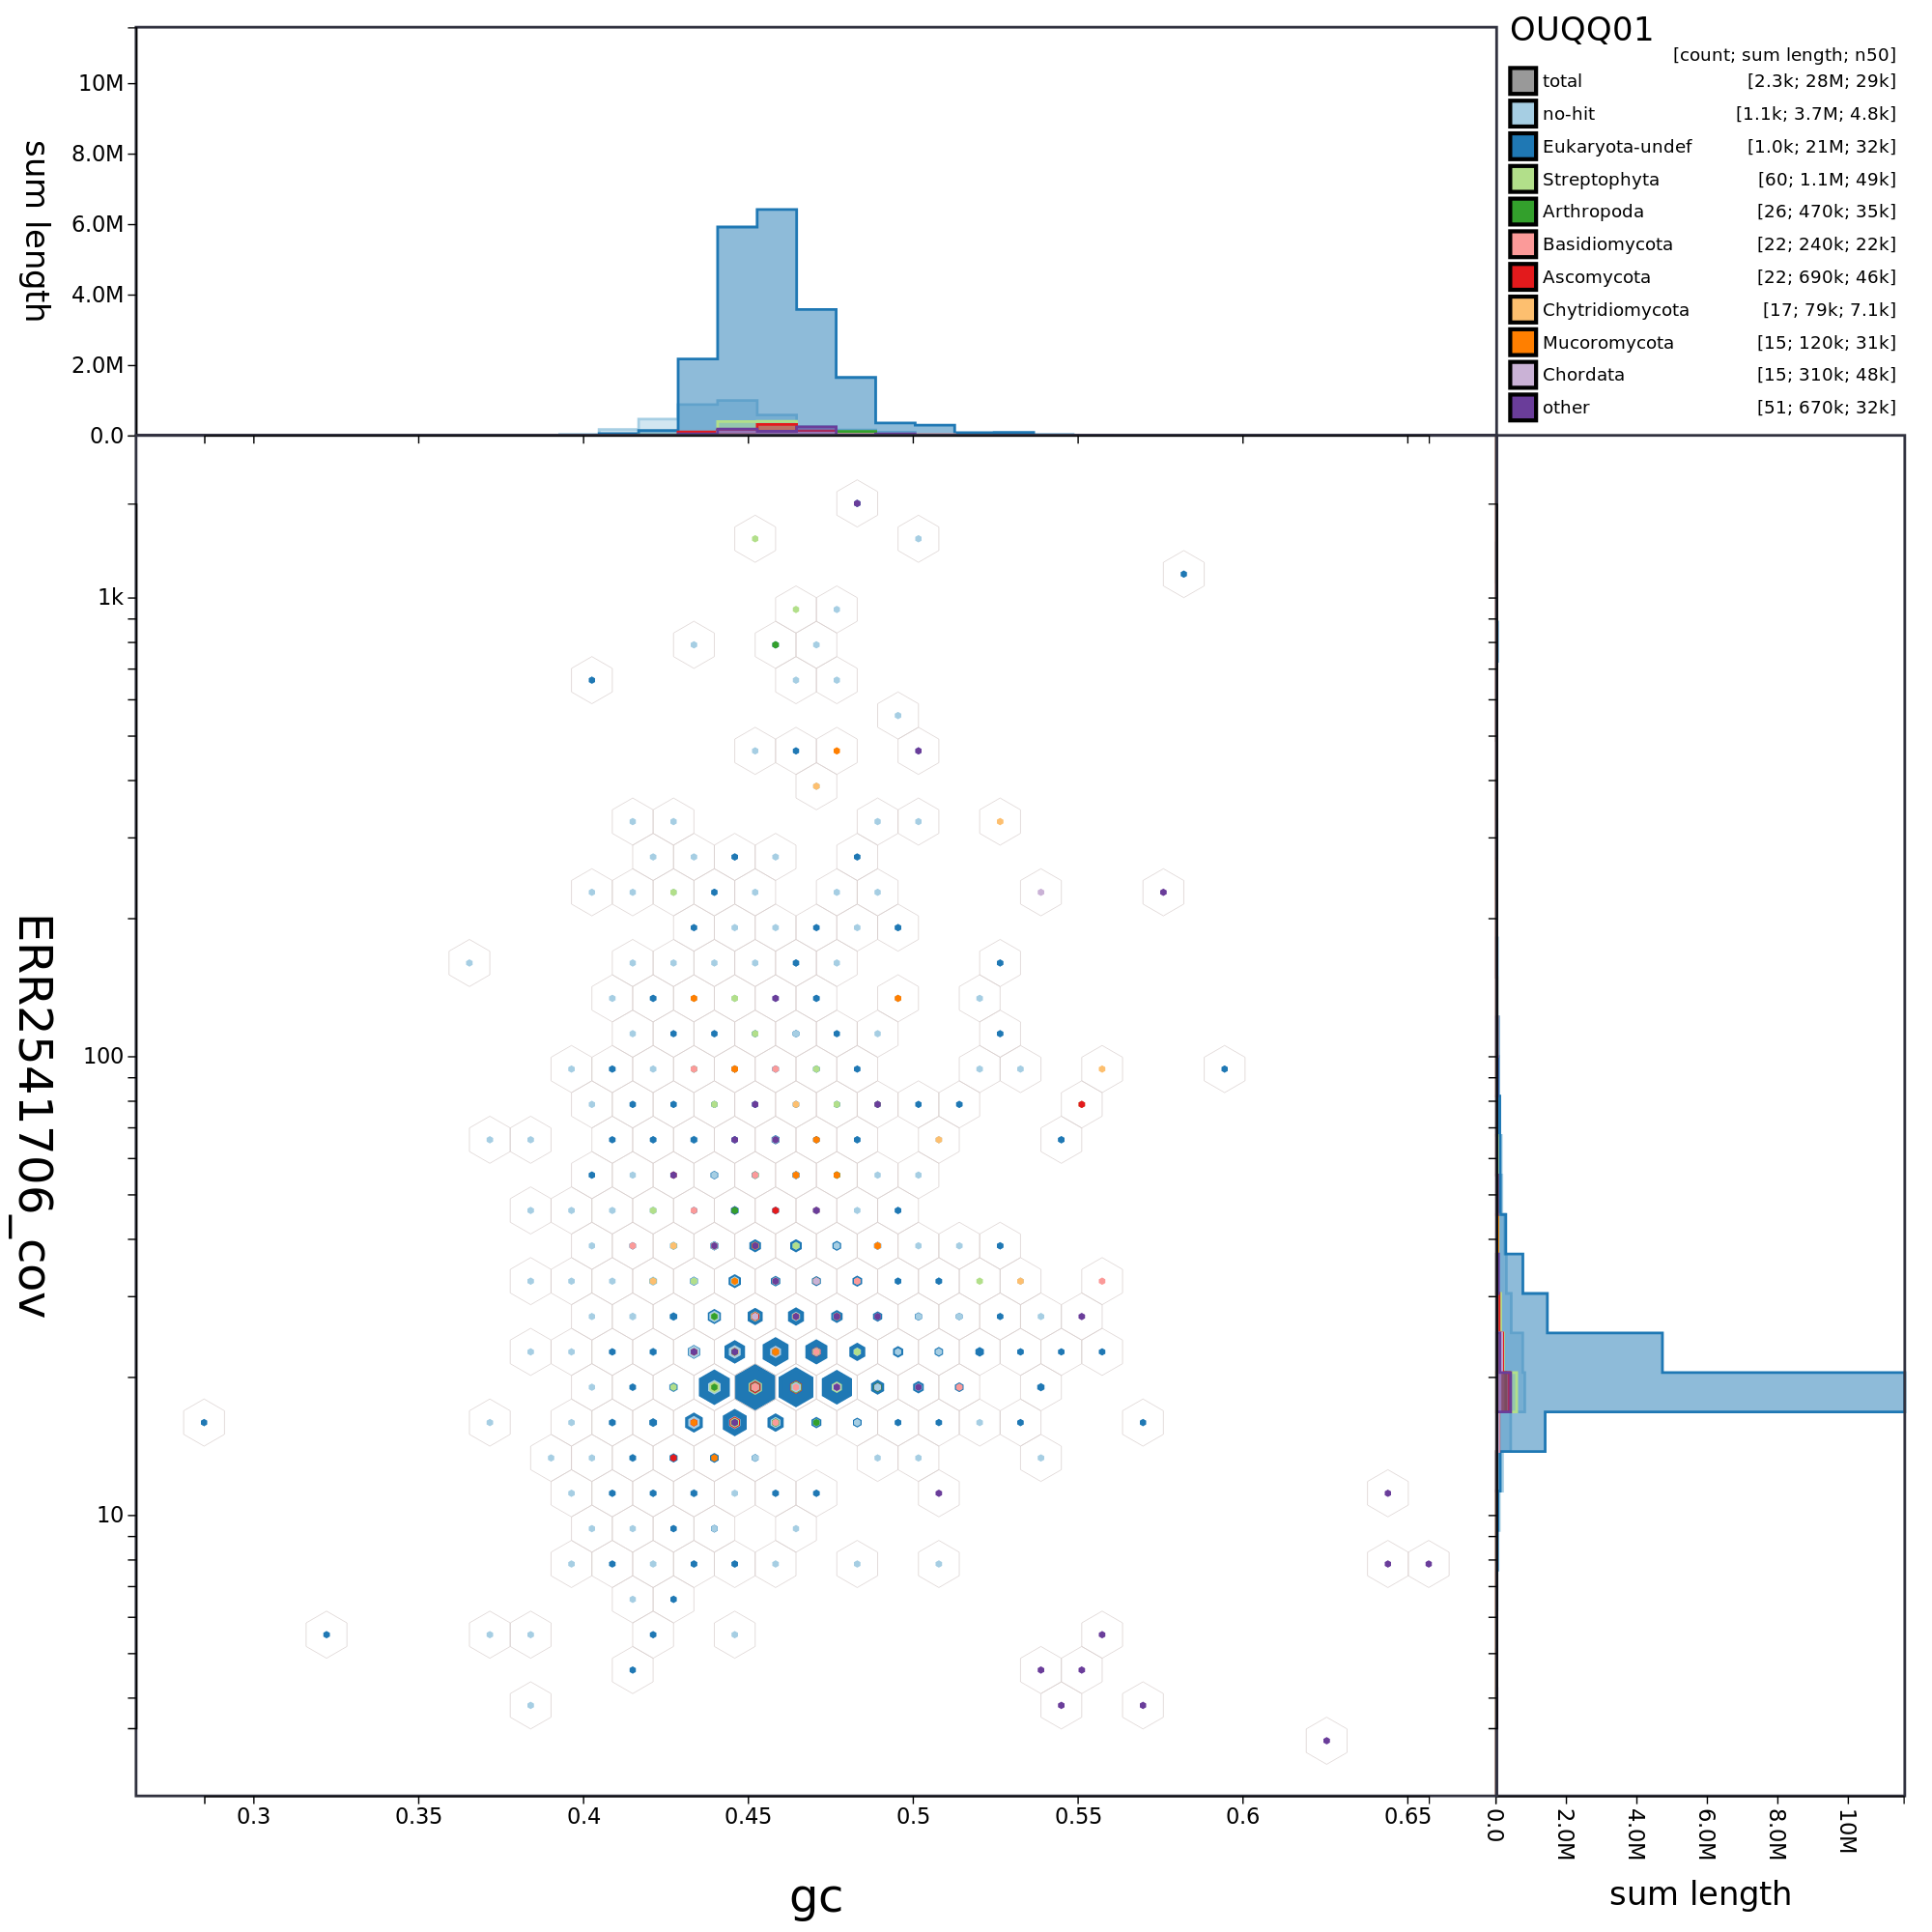 OUQQ01
[count; sum length; n50]
total [2.3k; 28M; 29k]
no-hit [1.1k; 3.7M; 4.8k]
Eukaryota-undef [1.0k; 21M; 32k]
Streptophyta [60; 1.1M; 49k]
Arthropoda [26; 470k; 35k]
Basidiomycota [22; 240k; 22k]
Ascomycota [22; 690k; 46k]
Chytridiomycota [17; 79k; 7.1k]
Mucoromycota [15; 120k; 31k]
Chordata [15; 310k; 48k]
other [51; 670k; 32k]
sum length
10M
8.0M
6.0M
4.0M
2.0M
0.0
ERR2541706_cov
1k
100
10
0.3 0.35 0.4 0.45 0.5 0.55 0.6 0.65
gc
0.0 2.0M 4.0M 6.0M 8.0M 10M
sum length